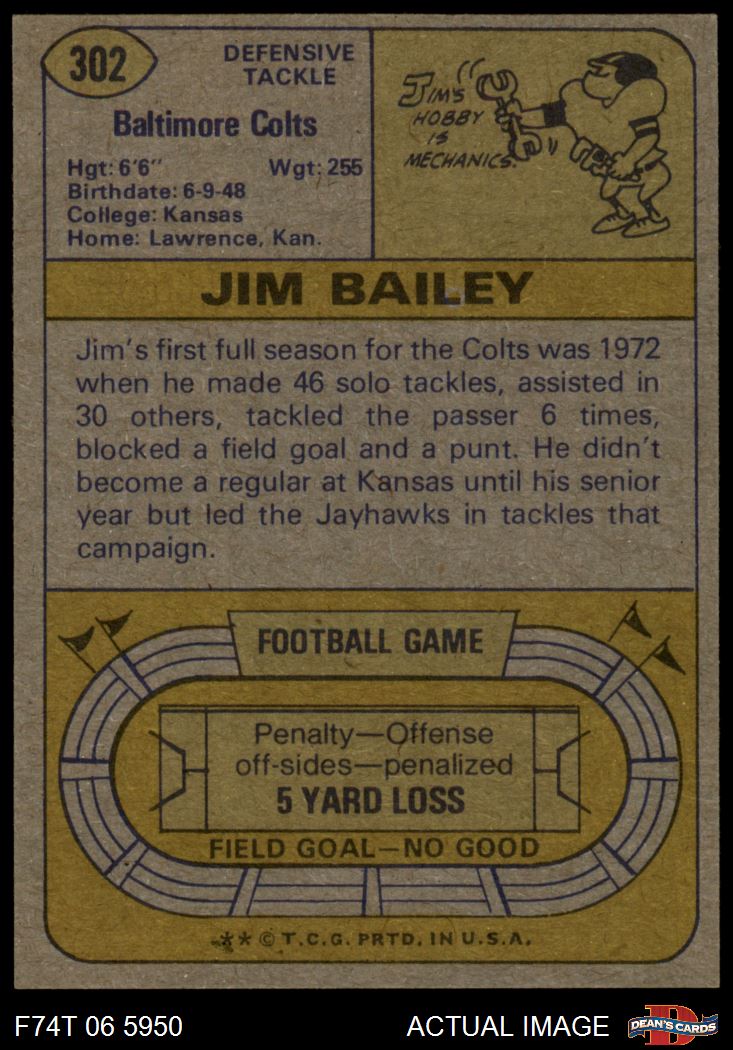 302
DEFENSIVE
TACKLE
Baltimore Colts
Hgt: 6'6" Wgt: 255
Birthdate: 6-9-48
College: Kansas
Home: Lawrence, Kan.
JIM'S
HOBBY
IS
MECHANICS.
JIM BAILEY
Jim's first full season for the Colts was 1972
when he made 46 solo tackles, assisted in
30 others, tackled the passer 6 times,
blocked a field goal and a punt. He didn't
become a regular at Kansas until his senior
year but led the Jayhawks in tackles that
campaign.
FOOTBALL GAME
Penalty—Offense
off-sides—penalized
5 YARD LOSS
FIELD GOAL—NO GOOD
** © T.C.G. PRTD. IN U.S.A.
F74T 06 5950
ACTUAL IMAGE
D
DEAN'S CARDS